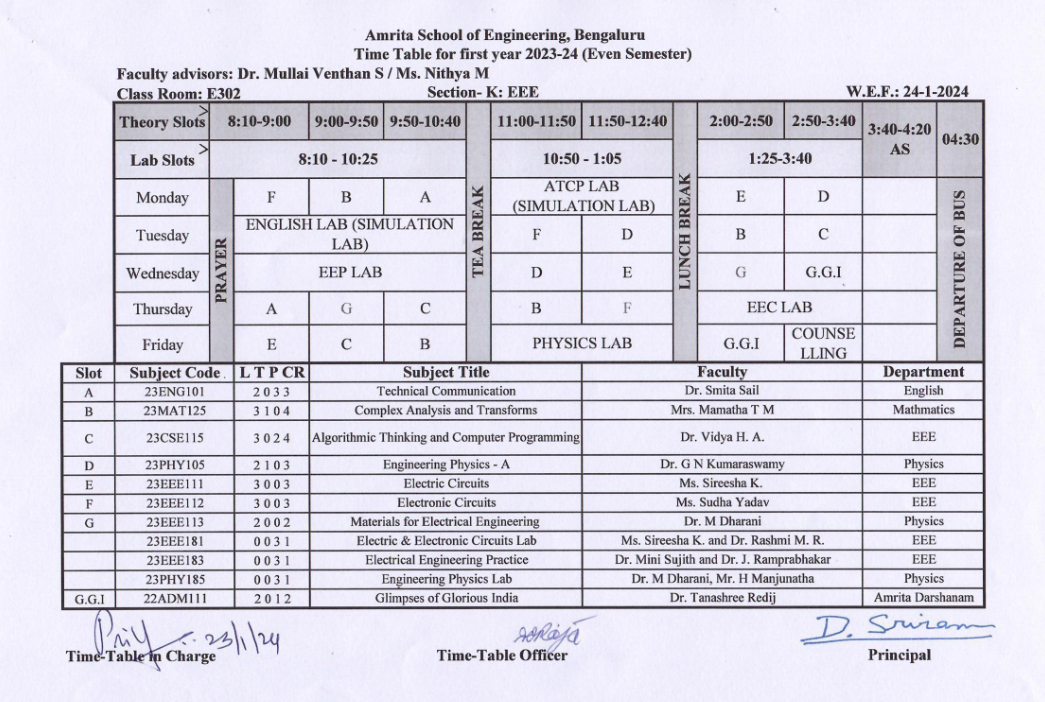 Amrita School of Engineering, Bengaluru
Time Table for first year 2023-24 (Even Semester)
Faculty advisors: Dr. Mullai Venthan S / Ms. Nithya M
Class Room: E302 Section- K: EEE W.E.F.: 24-1-2024
Theory Slots > 8:10-9:00 9:00-9:50 9:50-10:40 11:00-11:50 11:50-12:40 2:00-2:50 2:50-3:40 3:40-4:20 AS 04:30
Lab Slots > 8:10 - 10:25 10:50 - 1:05 1:25-3:40
PRAYER
TEA BREAK
LUNCH BREAK
DEPARTURE OF BUS
Monday F B A ATCP LAB (SIMULATION LAB) E D
Tuesday ENGLISH LAB (SIMULATION LAB) F D B C
Wednesday EEP LAB D E G G.G.I
Thursday A G C B F EEC LAB
Friday E C B PHYSICS LAB G.G.I COUNSE LLING
Slot Subject Code L T P CR Subject Title Faculty Department
A 23ENG101 2 0 3 3 Technical Communication Dr. Smita Sail English
B 23MAT125 3 1 0 4 Complex Analysis and Transforms Mrs. Mamatha T M Mathmatics
C 23CSE115 3 0 2 4 Algorithmic Thinking and Computer Programming Dr. Vidya H. A. EEE
D 23PHY105 2 1 0 3 Engineering Physics - A Dr. G N Kumaraswamy Physics
E 23EEE111 3 0 0 3 Electric Circuits Ms. Sireesha K. EEE
F 23EEE112 3 0 0 3 Electronic Circuits Ms. Sudha Yadav EEE
G 23EEE113 2 0 0 2 Materials for Electrical Engineering Dr. M Dharani Physics
23EEE181 0 0 3 1 Electric & Electronic Circuits Lab Ms. Sireesha K. and Dr. Rashmi M. R. EEE
23EEE183 0 0 3 1 Electrical Engineering Practice Dr. Mini Sujith and Dr. J. Ramprabhakar EEE
23PHY185 0 0 3 1 Engineering Physics Lab Dr. M Dharani, Mr. H Manjunatha Physics
G.G.I 22ADM111 2 0 1 2 Glimpses of Glorious India Dr. Tanashree Redij Amrita Darshanam
23/1/24 D. Sriram
Time-Table in Charge Time-Table Officer Principal